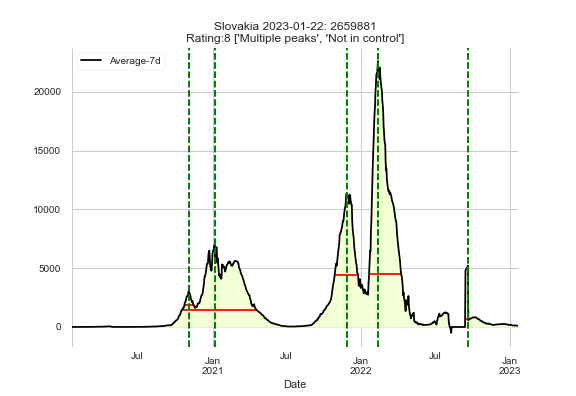 Slovakia 2023-01-22: 2659881
Rating:8 ['Multiple peaks', 'Not in control']
Average-7d
20000
15000
10000
5000
0
Jul
Jan
2021
Jul
Jan
2022
Jul
Jan
2023
Date